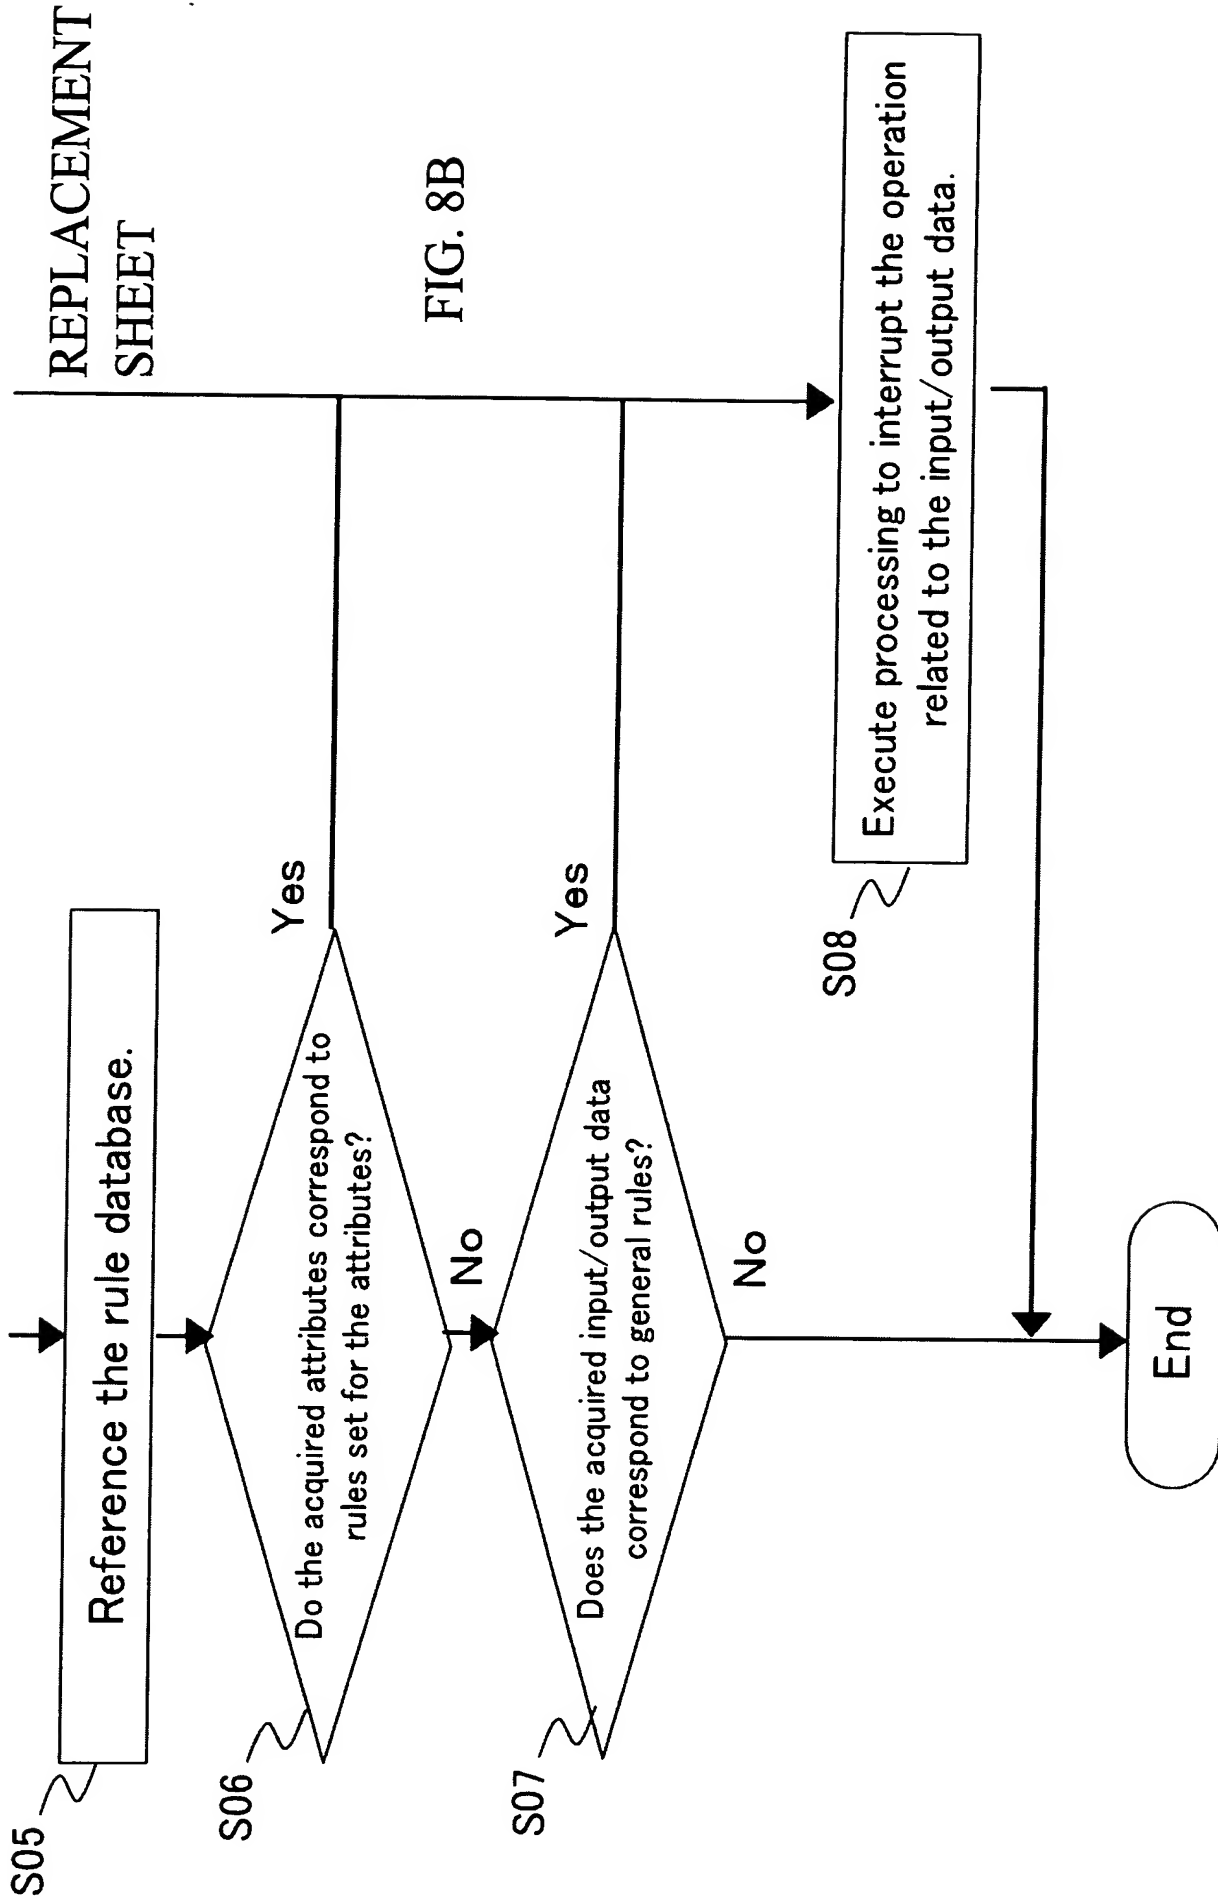 REPLACEMENT
SHEET
FIG. 8B
S05
Reference the rule database.
S06
Do the acquired attributes correspond to
rules set for the attributes?
Yes
No
S07
Does the acquired input/output data
correspond to general rules?
Yes
No
S08
Execute processing to interrupt the operation
related to the input/output data.
End